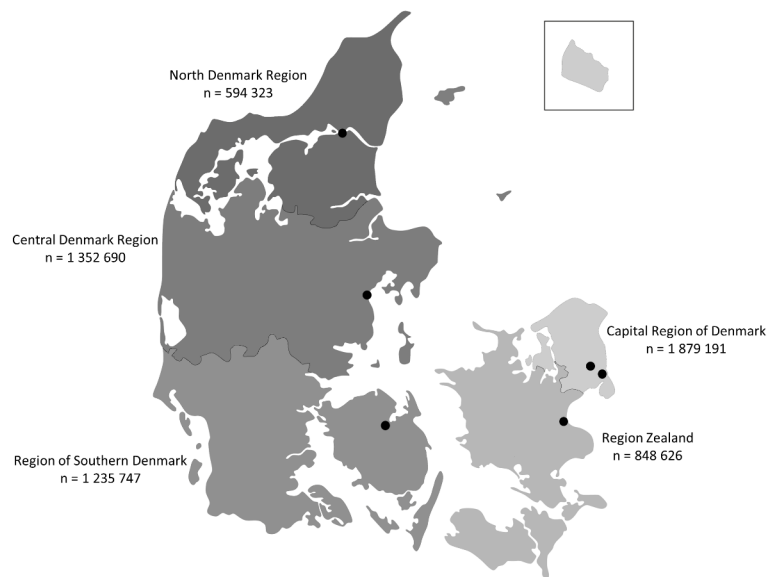 North Denmark Region
n = 594 323
Central Denmark Region
n = 1 352 690
Capital Region of Denmark
n = 1 879 191
Region Zealand
n = 848 626
Region of Southern Denmark
n = 1 235 747